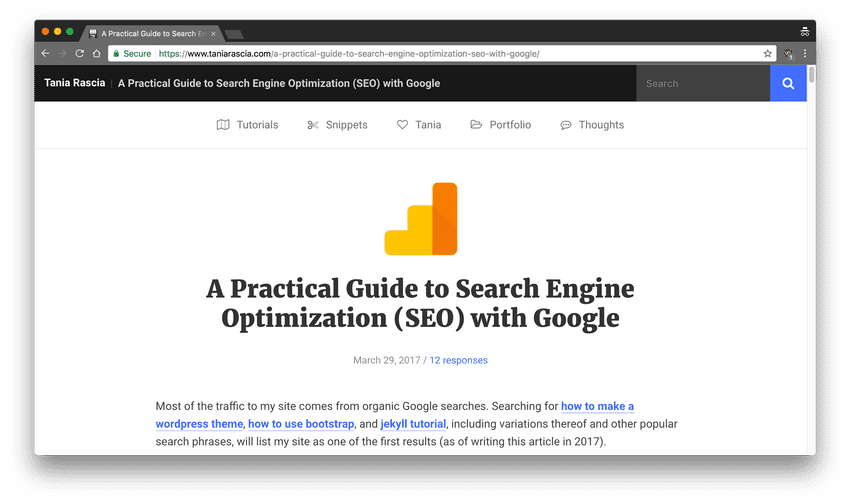 A Practical Guide to Search En
Secure https://www.taniarascia.com/a-practical-guide-to-search-engine-optimization-seo-with-google/
Tania Rascia A Practical Guide to Search Engine Optimization (SEO) with Google Search
Tutorials Snippets Tania Portfolio Thoughts
A Practical Guide to Search Engine
Optimization (SEO) with Google
March 29, 2017 / 12 responses
Most of the traffic to my site comes from organic Google searches. Searching for how to make a
wordpress theme, how to use bootstrap, and jekyll tutorial, including variations thereof and other popular
search phrases, will list my site as one of the first results (as of writing this article in 2017).